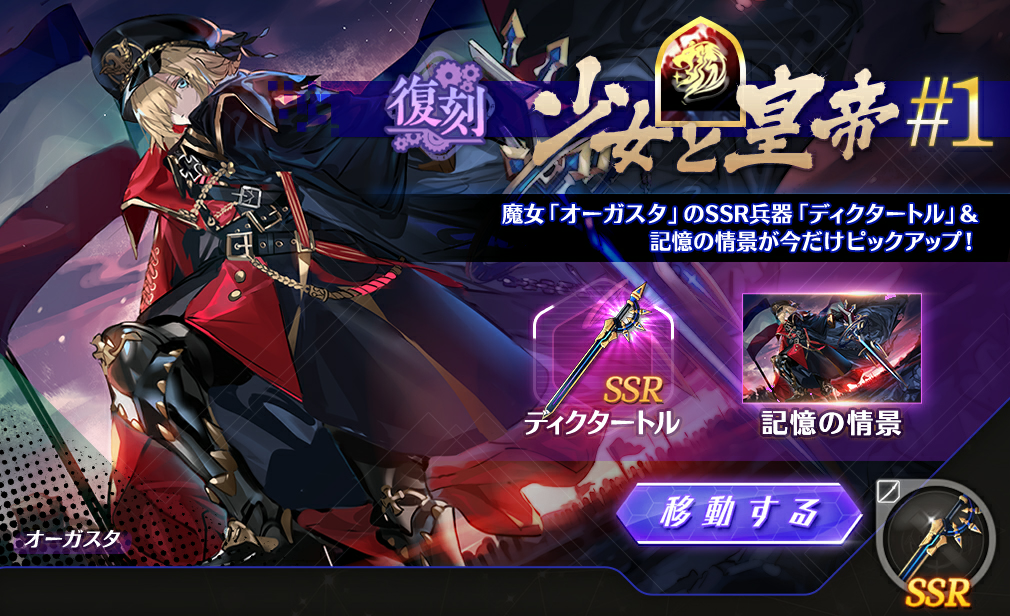 復刻
少女と皇帝 #1
魔女「オーガスタ」のSSR兵器「ディクタートル」&
記憶の情景が今だけピックアップ!
SSR
ディクタートル
記憶の情景
移動する
オーガスタ
SSR